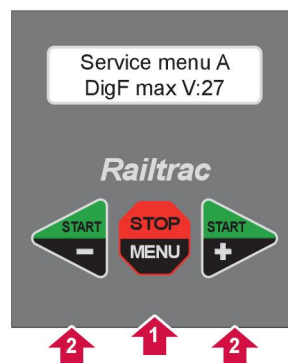 Service menu A
DigF max V:27
Railtrac
START
-
STOP
MENU
START
+
2
1
2